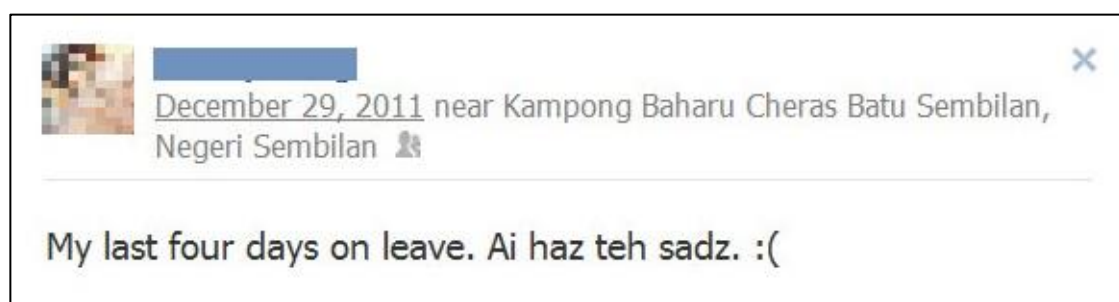 December 29, 2011 near Kampong Baharu Cheras Batu Sembilan,
Negeri Sembilan
My last four days on leave. Ai haz teh sadz. :(